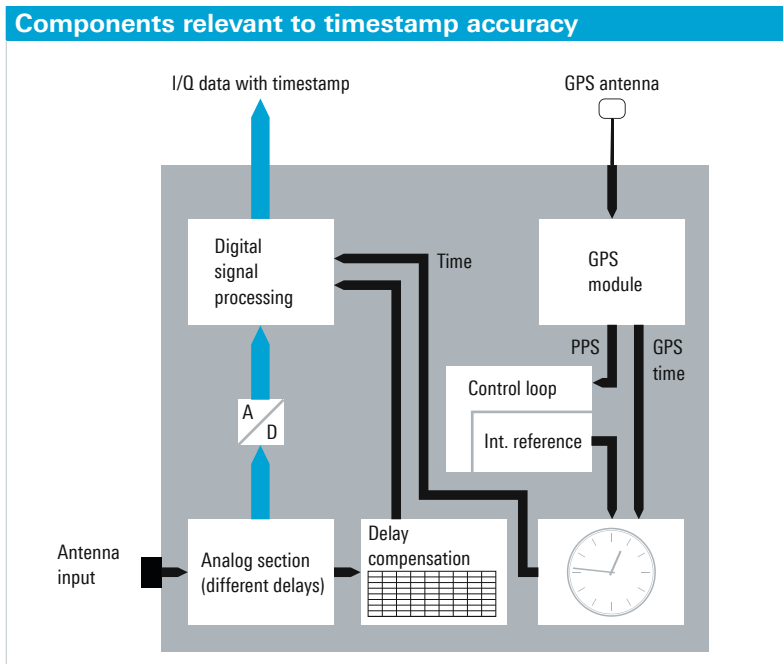 Components relevant to timestamp accuracy
I/Q data with timestamp
GPS antenna
Digital
signal
processing
Time
GPS
module
PPS
GPS
time
Control loop
Int. reference
A
D
Antenna
input
Analog section
(different delays)
Delay
compensation